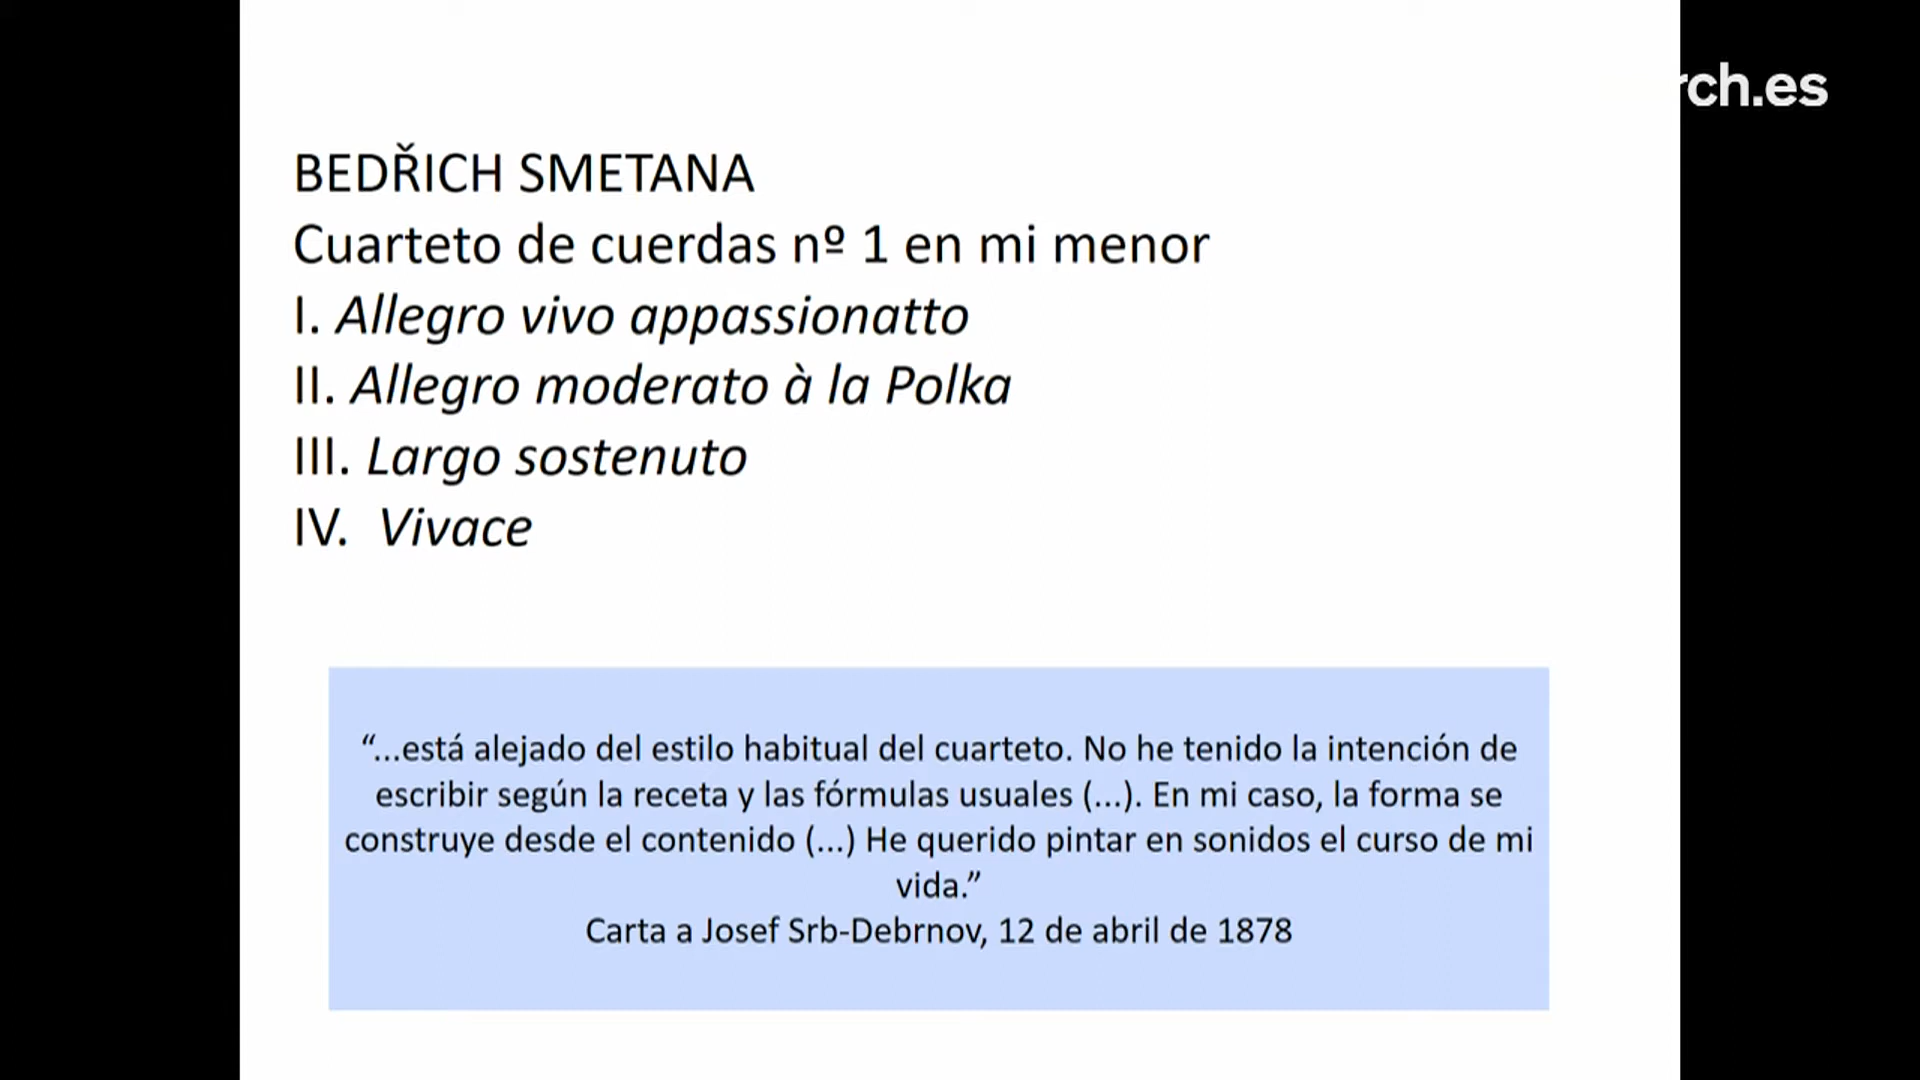 rch.es
BEDŘICH SMETANA
Cuarteto de cuerdas nº 1 en mi menor
I. Allegro vivo appassionatto
II. Allegro moderato à la Polka
III. Largo sostenuto
IV. Vivace
“...está alejado del estilo habitual del cuarteto. No he tenido la intención de
escribir según la receta y las fórmulas usuales (...). En mi caso, la forma se
construye desde el contenido (...) He querido pintar en sonidos el curso de mi
vida.”
Carta a Josef Srb-Debrnov, 12 de abril de 1878